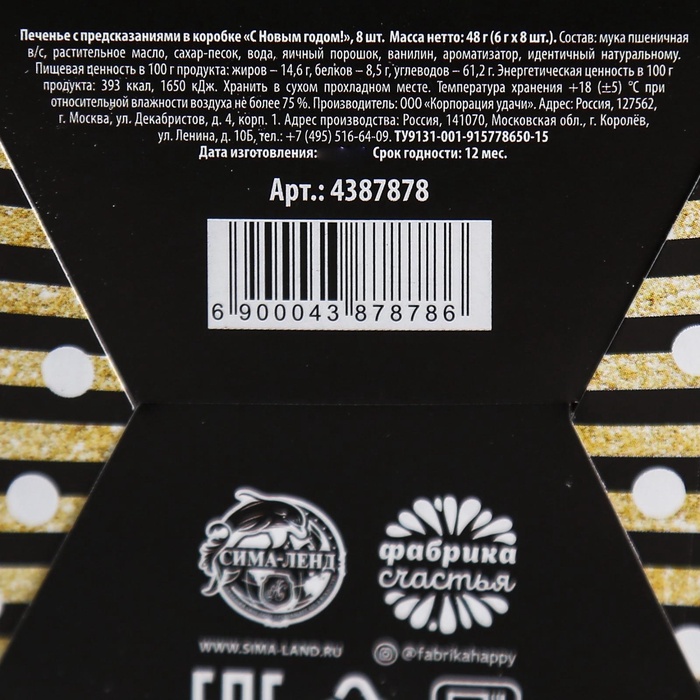 Печенье с предсказаниями в коробке «С Новым годом!», 8 шт. Масса нетто: 48 г (6 г х 8 шт.). Состав: мука пшеничная
в/с, растительное масло, сахар-песок, вода, яичный порошок, ванилин, ароматизатор, идентичный натуральному.
Пищевая ценность в 100 г продукта: жиров – 14,6 г, белков – 8,5 г, углеводов – 61,2 г. Энергетическая ценность в 100 г
продукта: 393 ккал, 1650 кДж. Хранить в сухом прохладном месте. Температура хранения +18 (±5) °С при
относительной влажности воздуха не более 75 %. Производитель: ООО «Корпорация удачи». Адрес: Россия, 127562,
г. Москва, ул. Декабристов, д. 4, корп. 1. Адрес производства: Россия, 141070, Московская обл., г. Королёв,
ул. Ленина, д. 10Б, тел.: +7 (495) 516-64-09. ТУ9131-001-915778650-15
Дата изготовления: Срок годности: 12 мес.
Арт.: 4387878
6 900043 878786
СИМА-ЛЕНД
фабрика
счастья
WWW.SIMA-LAND.RU
@fabrikahappy
ЕАС